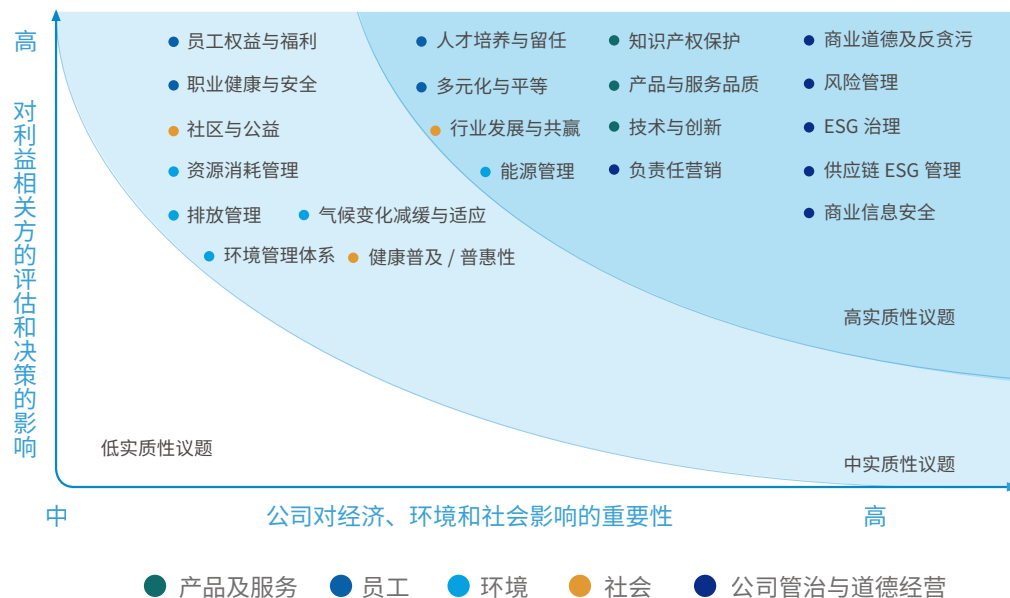 高
对利益相关方的评估和决策的影响
员工权益与福利
人才培养与留任
知识产权保护
商业道德及反贪污
职业健康与安全
多元化与平等
产品与服务品质
风险管理
社区与公益
行业发展与共赢
技术与创新
ESG 治理
资源消耗管理
能源管理
负责任营销
供应链 ESG 管理
排放管理
气候变化减缓与适应
商业信息安全
环境管理体系
健康普及 / 普惠性
高实质性议题
低实质性议题
中实质性议题
中
公司对经济、环境和社会影响的重要性
高
产品及服务
员工
环境
社会
公司管治与道德经营